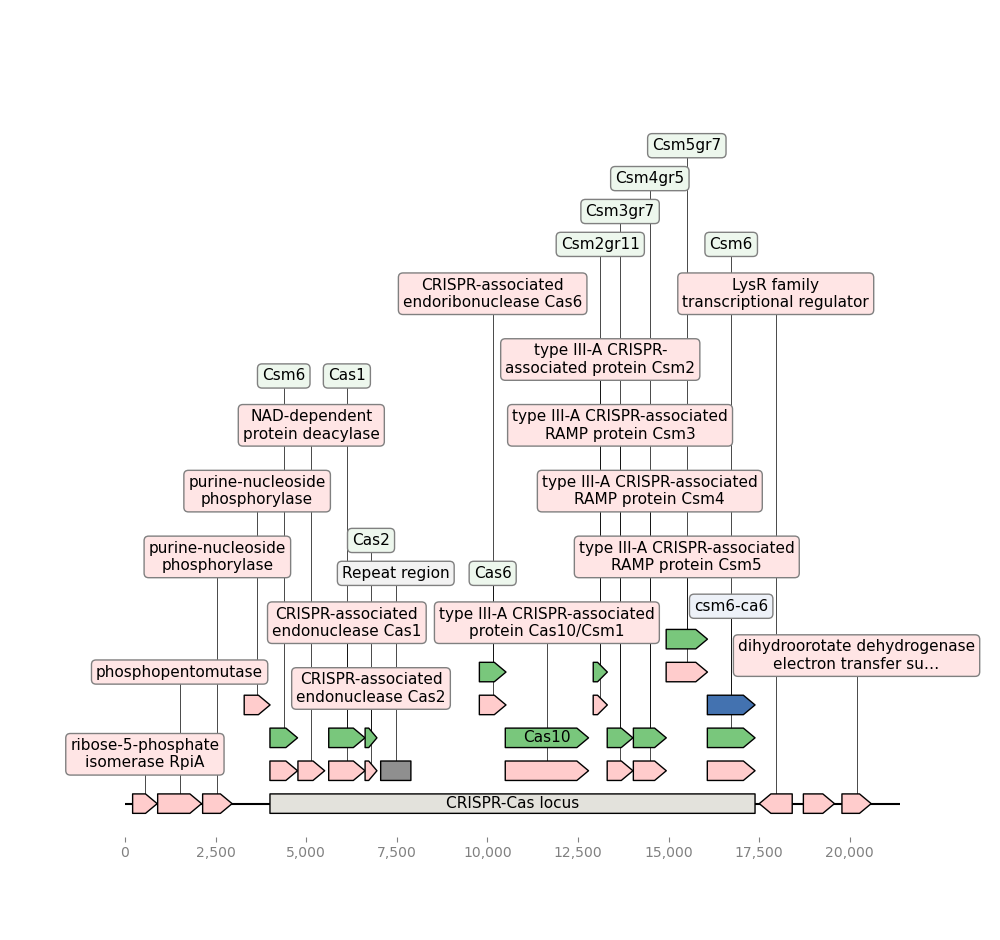 Csm5gr7
Csm4gr5
Csm3gr7
Csm2gr11
Csm6
CRISPR-associated
endoribonuclease Cas6
LysR family
transcriptional regulator
type III-A CRISPR-
associated protein Csm2
Csm6
Cas1
NAD-dependent
protein deacylase
type III-A CRISPR-associated
RAMP protein Csm3
purine-nucleoside
phosphorylase
type III-A CRISPR-associated
RAMP protein Csm4
Cas2
purine-nucleoside
phosphorylase
type III-A CRISPR-associated
RAMP protein Csm5
Repeat region
Cas6
csm6-ca6
CRISPR-associated
endonuclease Cas1
type III-A CRISPR-associated
protein Cas10/Csm1
dihydroorotate dehydrogenase
electron transfer su...
phosphopentomutase
CRISPR-associated
endonuclease Cas2
Cas10
ribose-5-phosphate
isomerase RpiA
CRISPR-Cas locus
0
2,500
5,000
7,500
10,000
12,500
15,000
17,500
20,000